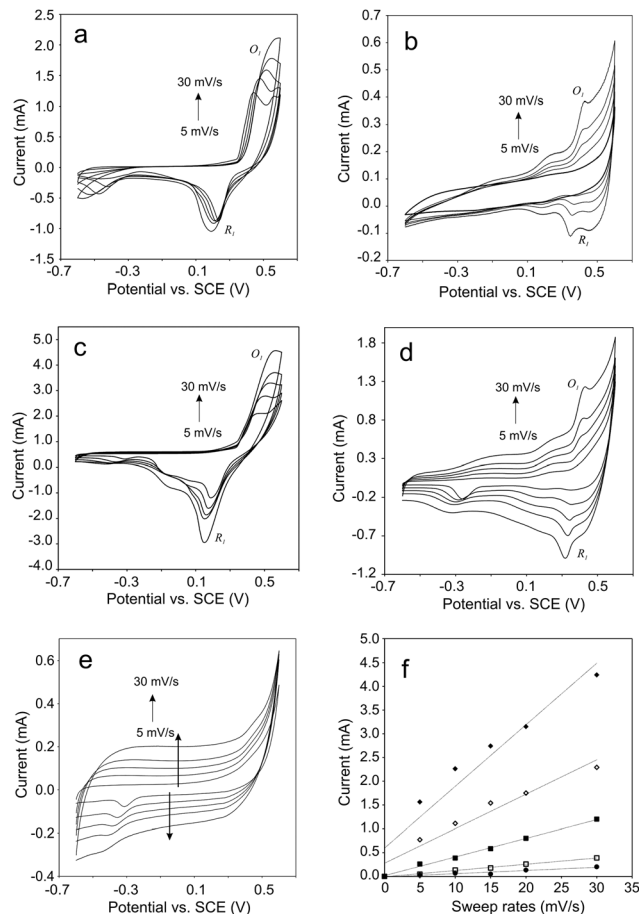 a
O1
30 mV/s
5 mV/s
R1
2.5
2.0
1.5
1.0
0.5
0.0
-0.5
-1.0
-1.5
Current (mA)
-0.7 -0.3 0.1 0.5
Potential vs. SCE (V)
b
O1
30 mV/s
5 mV/s
R1
0.6
0.5
0.4
0.3
0.2
0.1
0.0
-0.1
0.2
Current (mA)
-0.7 -0.3 0.1 0.5
Potential vs. SCE (V)
c
O1
30 mV/s
5 mV/s
R1
5.0
4.0
3.0
2.0
1.0
0.0
-1.0
-2.0
-3.0
4.0
Current (mA)
-0.7 -0.3 0.1 0.5
Potential vs. SCE (V)
d
O1
30 mV/s
5 mV/s
R1
1.8
1.3
0.8
0.3
-0.2
-0.7
-1.2
Current (mA)
-0.7 -0.3 0.1 0.5
Potential vs. SCE (V)
e
30 mV/s
5 mV/s
0.6
0.4
0.2
0.0
-0.2
-0.4
Current (mA)
-0.7 -0.3 0.1 0.5
Potential vs. SCE (V)
f
5.0
4.5
4.0
3.5
3.0
2.5
2.0
1.5
1.0
0.5
0.0
Current (mA)
0 5 10 15 20 25 30 35
Sweep rates (mV/s)